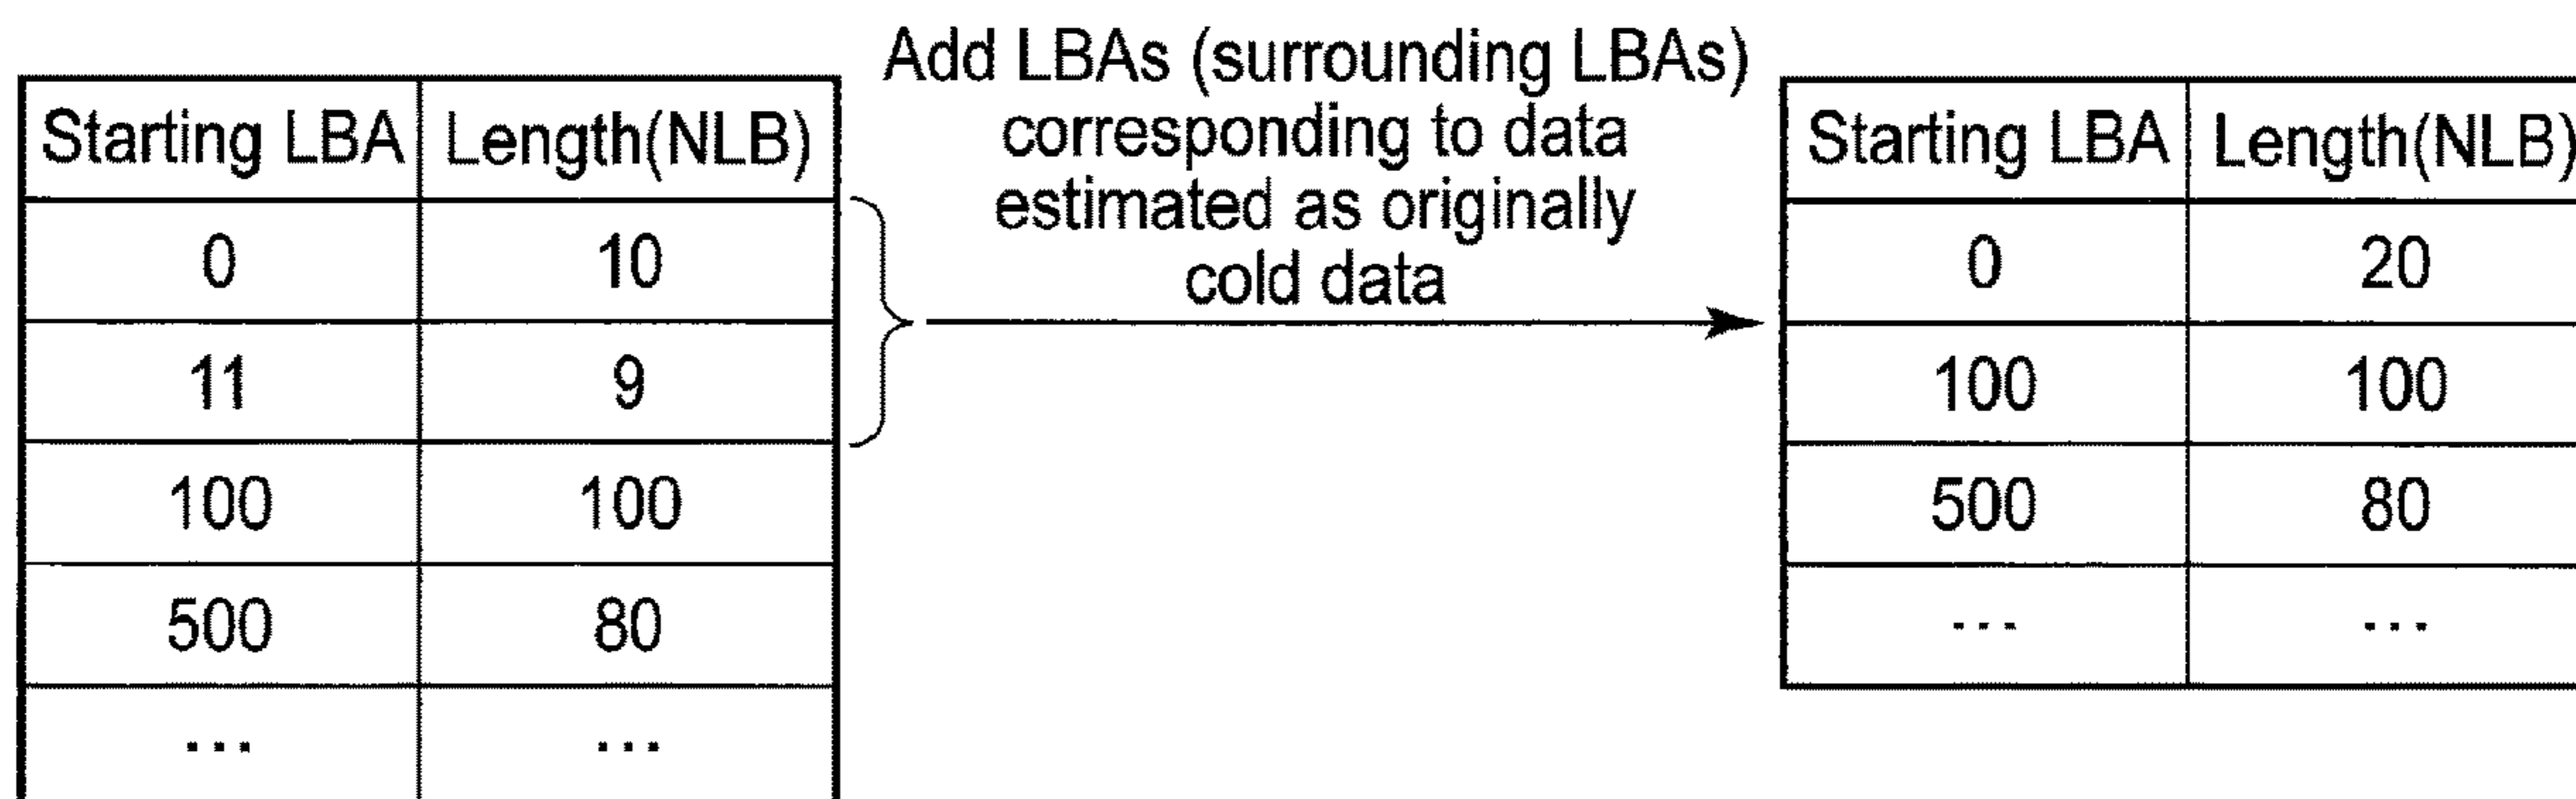 Add LBAs (surrounding LBAs)
corresponding to data
estimated as originally
cold data
Starting LBA Length(NLB)
0 10
11 9
100 100
500 80
... ...
Starting LBA Length(NLB)
0 20
100 100
500 80
... ...